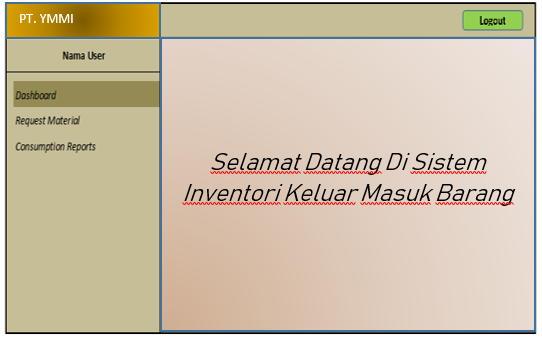 PT. YMMI
Logout
Nama User
Dashboard
Request Material
Consumption Reports
Selamat Datang Di Sistem
Inventori Keluar Masuk Barang